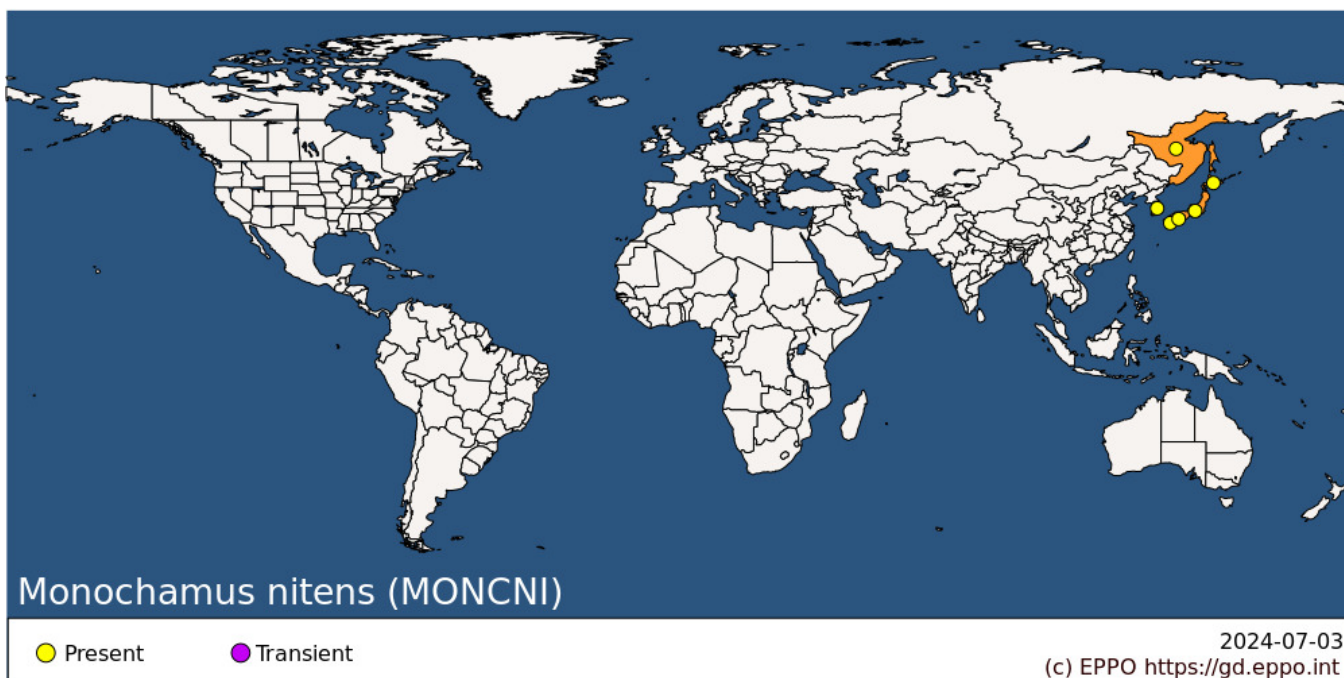 Monochamus nitens (MONCNI)
Present
Transient
2024-07-03
(c) EPPO https://gd.eppo.int